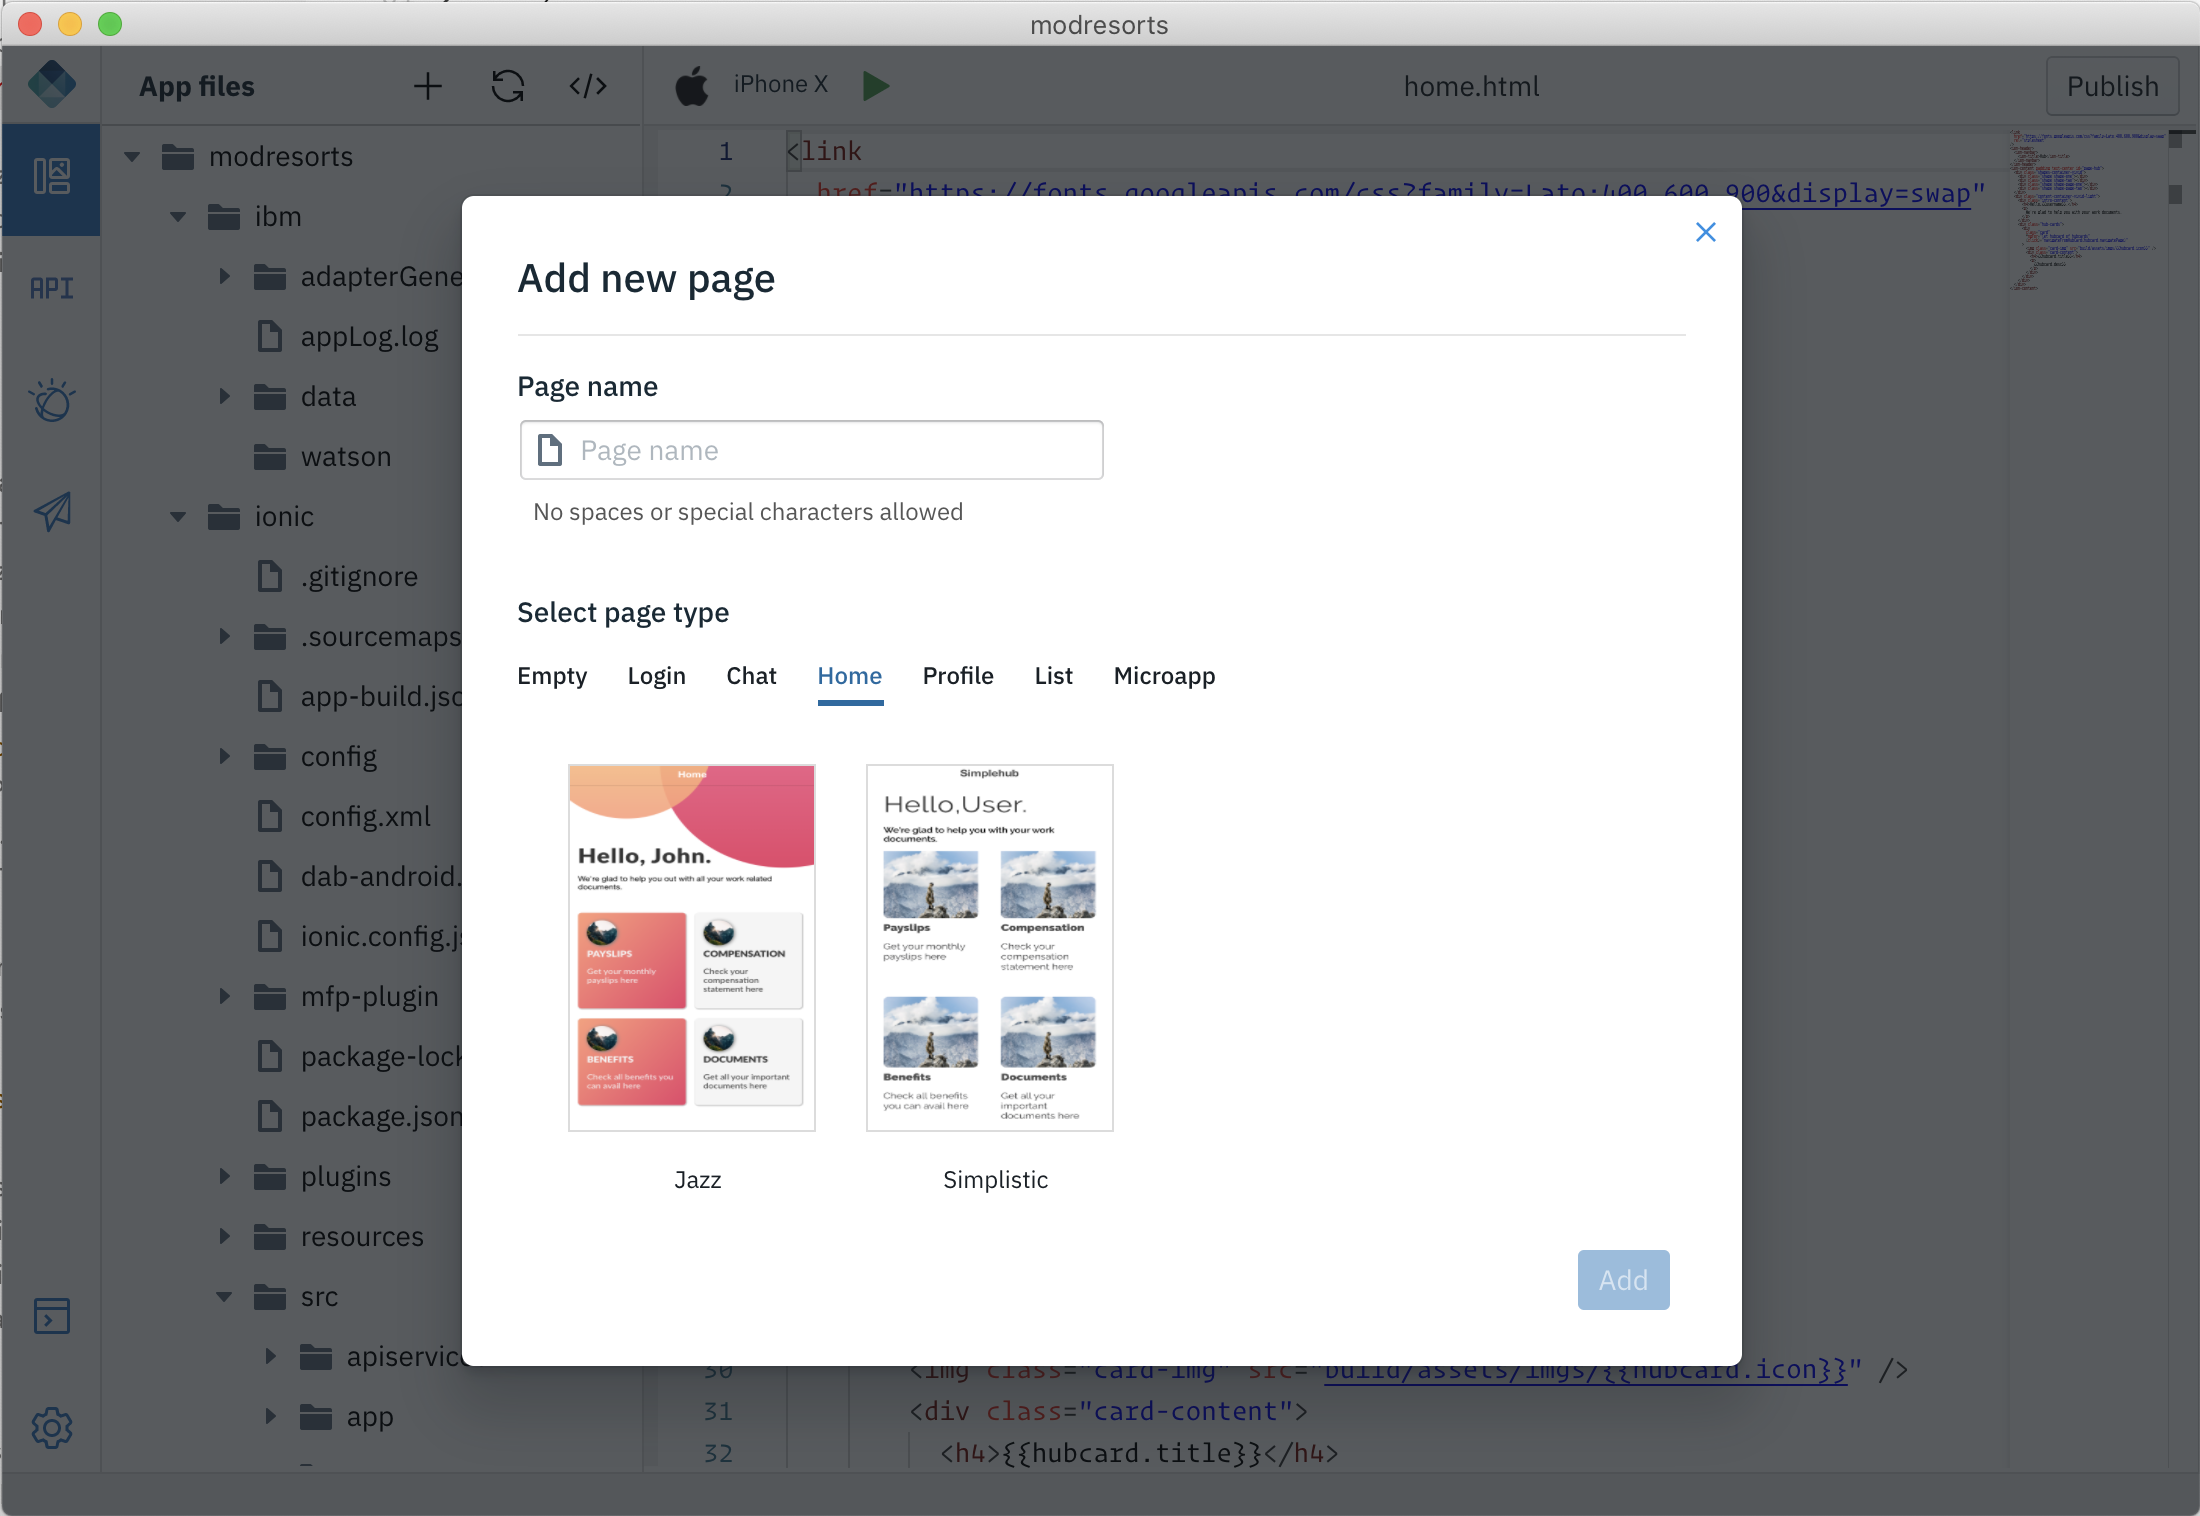 modresorts
App files
iPhone X
home.html
Publish
modresorts
ibm
adapterGene
appLog.log
data
watson
ionic
.gitignore
.sourcemaps
app-build.jso
config
config.xml
dab-android.
ionic.config.js
mfp-plugin
package-lock
package.json
plugins
resources
src
apiservic
app
API
1 <link
2 href="https://fonts.googleapis.com/css?family=Lato:400,600,900&display=swap"
Add new page
Page name
Page name
No spaces or special characters allowed
Select page type
Empty Login Chat Home Profile List Microapp
Home
Hello, John.
We're glad to help you out with all your work related
documents.
PAYSLIPS
Get your monthly
payslips here
COMPENSATION
Check your
compensation
statement here
BENEFITS
Check all benefits you
can avail here
DOCUMENTS
Get all your important
documents here
Jazz
Simplehub
Hello,User.
We're glad to help you with your work
documents.
Payslips
Get your monthly
payslips here
Compensation
Check your
compensation
statement here
Benefits
Check all benefits
you can avail here
Documents
Get all your
important
documents here
Simplistic
Add
30 <img class="card-img" src="build/assets/imgs/{{hubcard.icon}}" />
31 <div class="card-content">
32 <h4>{{hubcard.title}}</h4>